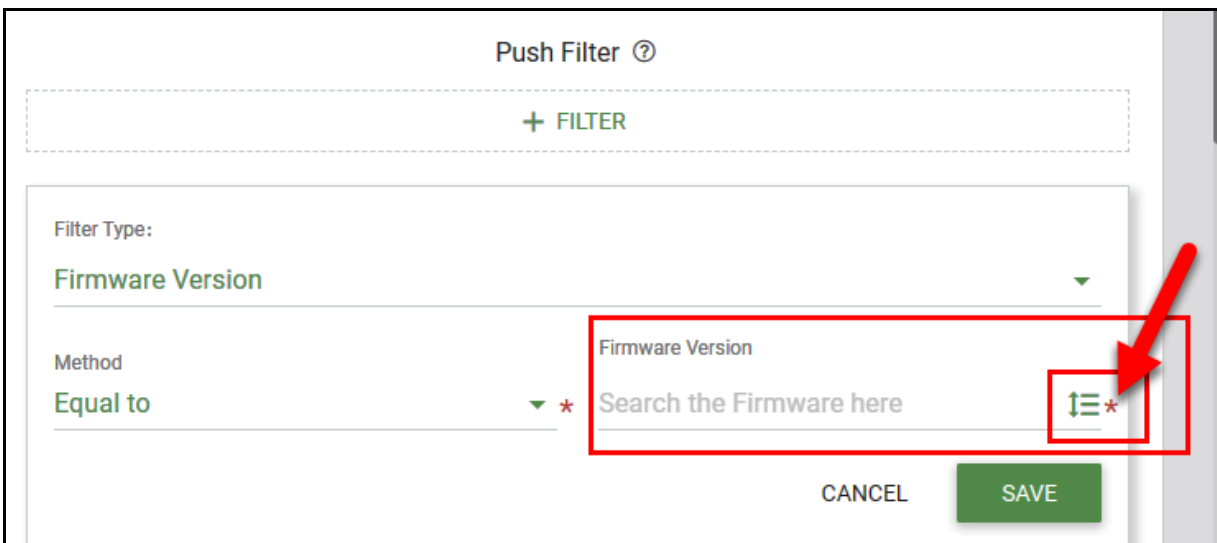 Push Filter ?
+ FILTER
Filter Type:
Firmware Version
Method
Equal to *
Firmware Version
Search the Firmware here *
CANCEL SAVE